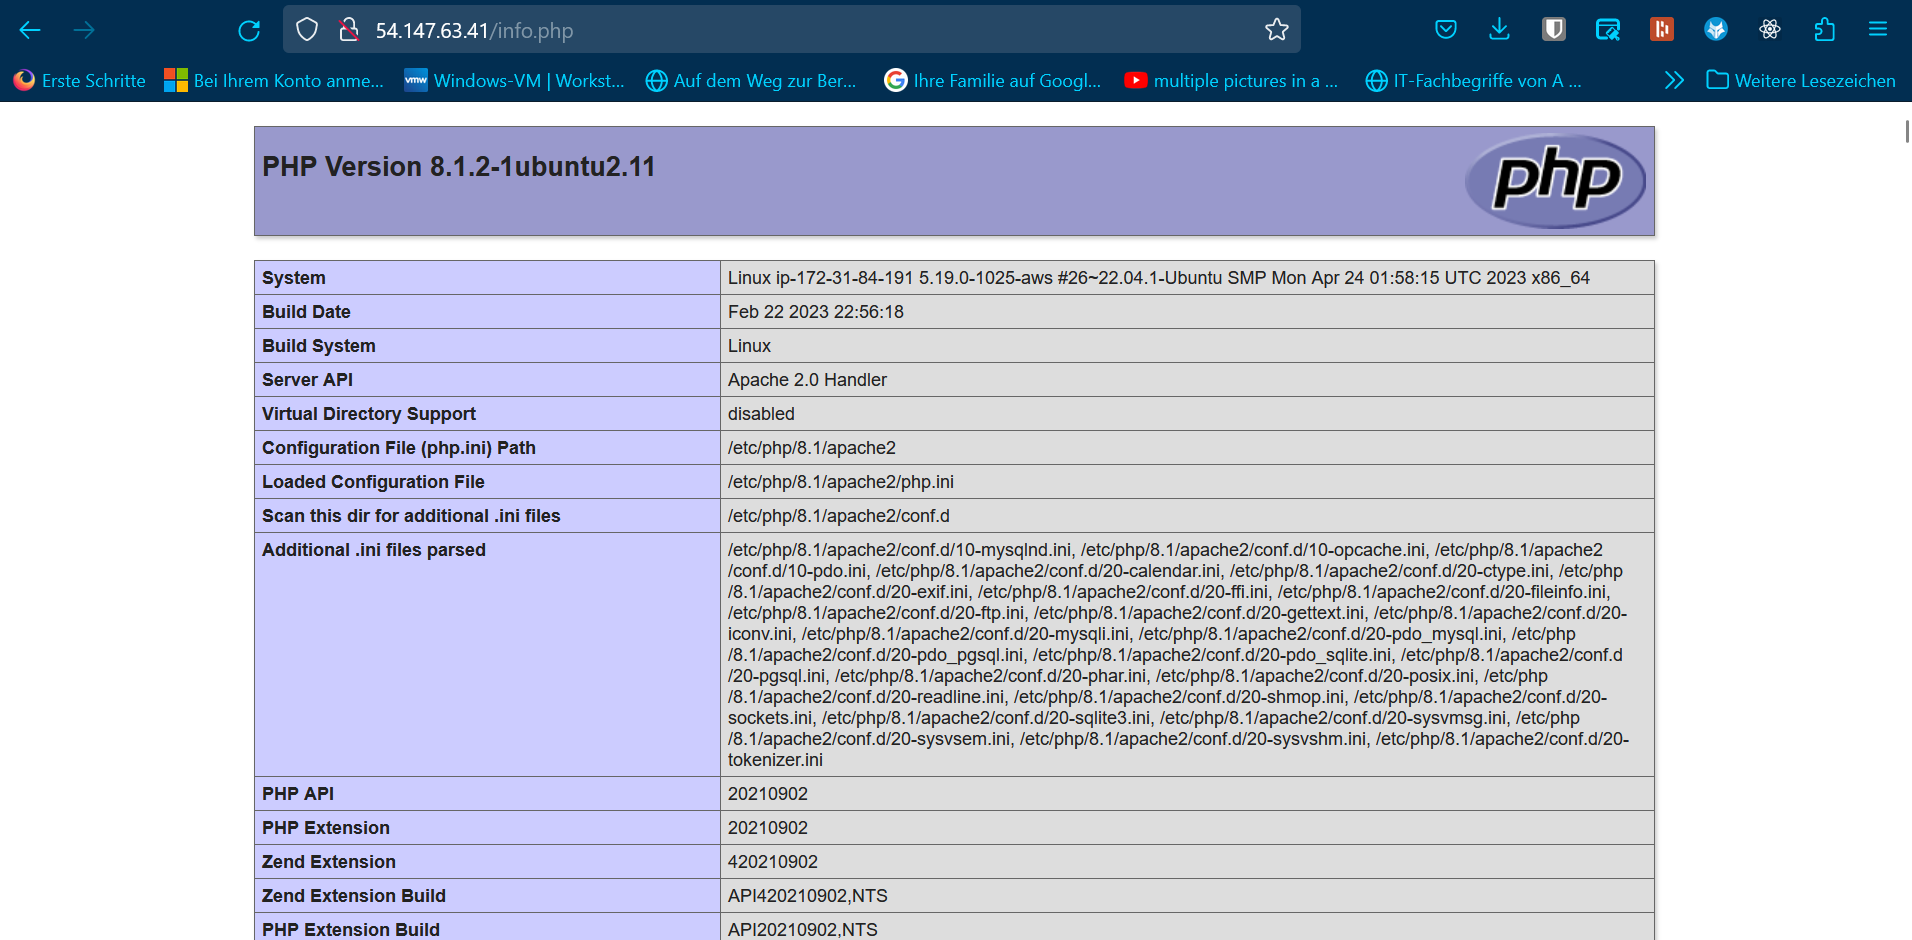 54.147.63.41/info.php
Erste Schritte
Bei Ihrem Konto anme...
vmw
Windows-VM | Workst...
Auf dem Weg zur Ber...
Ihre Familie auf Googl...
multiple pictures in a ...
IT-Fachbegriffe von A ...
Weitere Lesezeichen
PHP Version 8.1.2-1ubuntu2.11
php
System
Linux ip-172-31-84-191 5.19.0-1025-aws #26~22.04.1-Ubuntu SMP Mon Apr 24 01:58:15 UTC 2023 x86_64
Build Date
Feb 22 2023 22:56:18
Build System
Linux
Server API
Apache 2.0 Handler
Virtual Directory Support
disabled
Configuration File (php.ini) Path
/etc/php/8.1/apache2
Loaded Configuration File
/etc/php/8.1/apache2/php.ini
Scan this dir for additional .ini files
/etc/php/8.1/apache2/conf.d
Additional .ini files parsed
/etc/php/8.1/apache2/conf.d/10-mysqlnd.ini, /etc/php/8.1/apache2/conf.d/10-opcache.ini, /etc/php/8.1/apache2
/conf.d/10-pdo.ini, /etc/php/8.1/apache2/conf.d/20-calendar.ini, /etc/php/8.1/apache2/conf.d/20-ctype.ini, /etc/php
/8.1/apache2/conf.d/20-exif.ini, /etc/php/8.1/apache2/conf.d/20-ffi.ini, /etc/php/8.1/apache2/conf.d/20-fileinfo.ini,
/etc/php/8.1/apache2/conf.d/20-ftp.ini, /etc/php/8.1/apache2/conf.d/20-gettext.ini, /etc/php/8.1/apache2/conf.d/20-
iconv.ini, /etc/php/8.1/apache2/conf.d/20-mysqli.ini, /etc/php/8.1/apache2/conf.d/20-pdo_mysql.ini, /etc/php
/8.1/apache2/conf.d/20-pdo_pgsql.ini, /etc/php/8.1/apache2/conf.d/20-pdo_sqlite.ini, /etc/php/8.1/apache2/conf.d
/20-pgsql.ini, /etc/php/8.1/apache2/conf.d/20-phar.ini, /etc/php/8.1/apache2/conf.d/20-posix.ini, /etc/php
/8.1/apache2/conf.d/20-readline.ini, /etc/php/8.1/apache2/conf.d/20-shmop.ini, /etc/php/8.1/apache2/conf.d/20-
sockets.ini, /etc/php/8.1/apache2/conf.d/20-sqlite3.ini, /etc/php/8.1/apache2/conf.d/20-sysvmsg.ini, /etc/php
/8.1/apache2/conf.d/20-sysvsem.ini, /etc/php/8.1/apache2/conf.d/20-sysvshm.ini, /etc/php/8.1/apache2/conf.d/20-
tokenizer.ini
PHP API
20210902
PHP Extension
20210902
Zend Extension
420210902
Zend Extension Build
API420210902,NTS
PHP Extension Build
API20210902,NTS